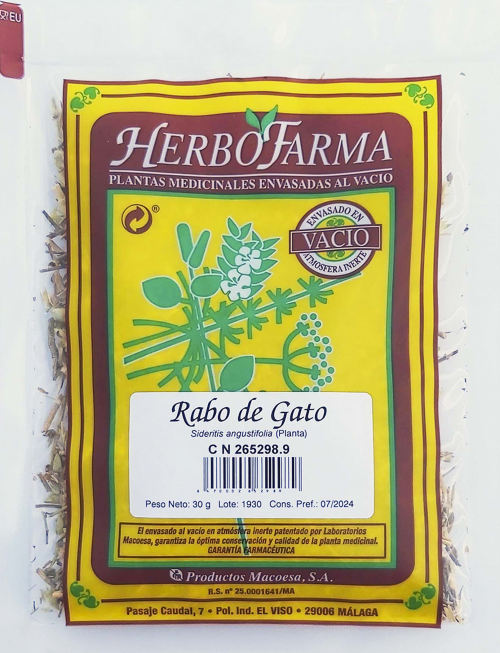 EU
HERBOFARMA
PLANTAS MEDICINALES ENVASADAS AL VACIO
®
ENVASADO EN
VACIO
ATMOSFERA INERTE
Rabo de Gato
Sideritis angustifolia (Planta)
C N 265298.9
Peso Neto: 30 g Lote: 1930 Cons. Pref.: 07/2024
El envasado al vacío en atmósfera inerte patentado por Laboratorios
Macoesa, garantiza la óptima conservación y calidad de la planta medicinal.
GARANTÍA FARMACÉUTICA
Productos Macoesa, S.A.
R.S. nº 25.0001641/MA
Pasaje Caudal, 7 • Pol. Ind. EL VISO • 29006 MÁLAGA